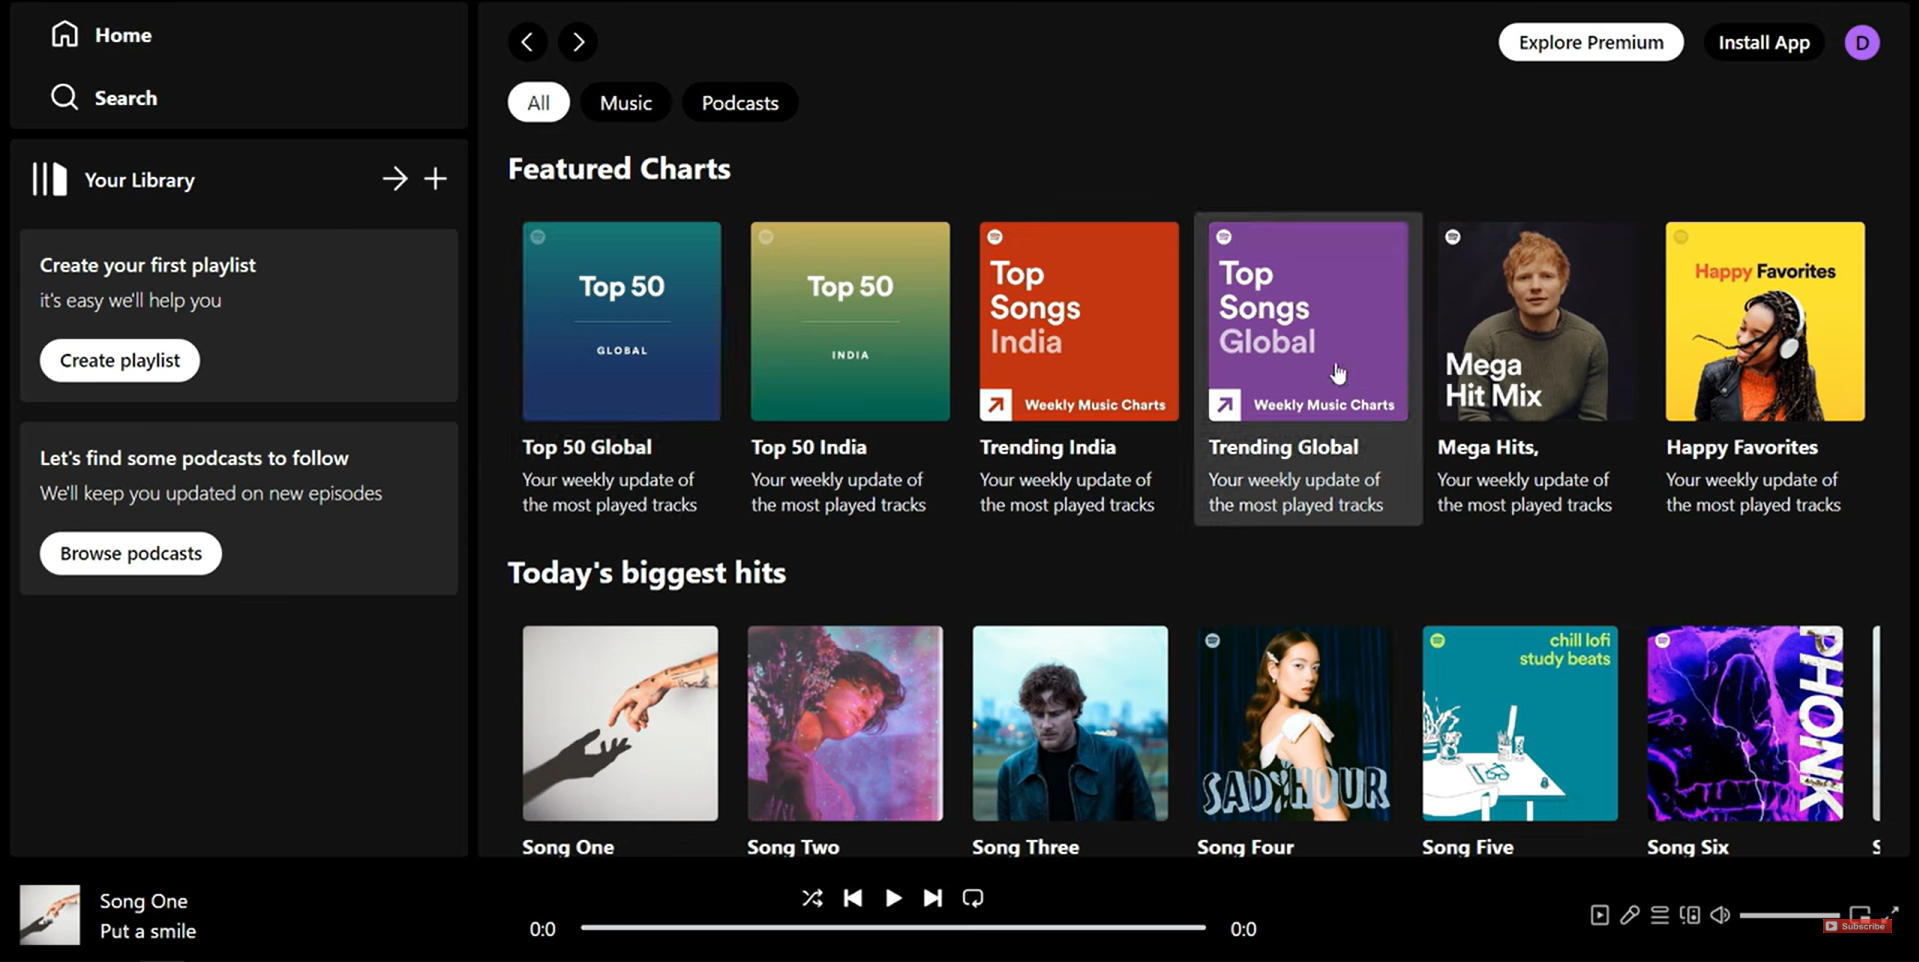 Home
Search
Your Library
Create your first playlist
it's easy we'll help you
Create playlist
Let's find some podcasts to follow
We'll keep you updated on new episodes
Browse podcasts
Explore Premium
Install App
D
All
Music
Podcasts
Featured Charts
Top 50
GLOBAL
Top 50 Global
Your weekly update of
the most played tracks
Top 50
INDIA
Top 50 India
Your weekly update of
the most played tracks
Top
Songs
India
Weekly Music Charts
Trending India
Your weekly update of
the most played tracks
Top
Songs
Global
Weekly Music Charts
Trending Global
Your weekly update of
the most played tracks
Mega
Hit Mix
Mega Hits,
Your weekly update of
the most played tracks
Happy Favorites
Happy Favorites
Your weekly update of
the most played tracks
Today's biggest hits
Song One
Song Two
Song Three
SAD HOUR
Song Four
chill lofi
study beats
Song Five
PHONK
Song Six
S
Song One
Put a smile
0:0
0:0
Subscribe